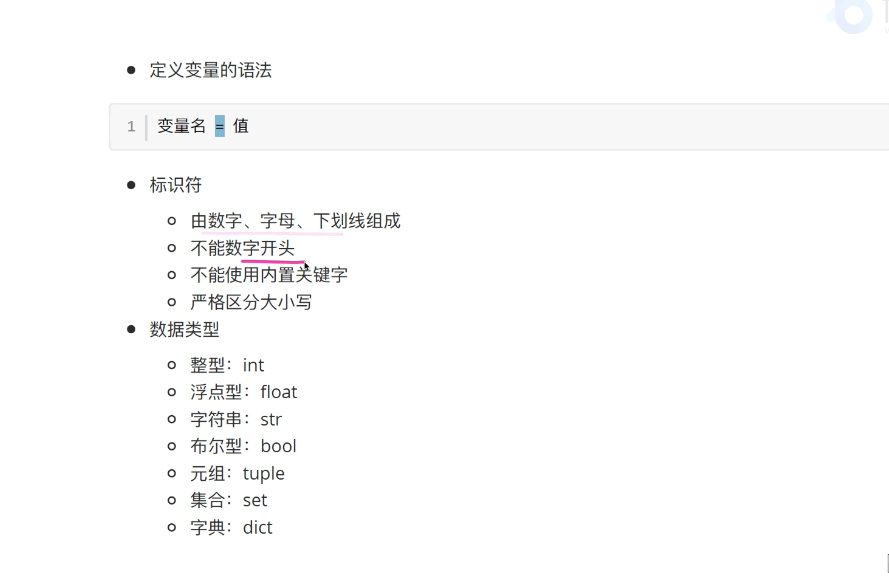 定义变量的语法
1 变量名 = 值
标识符
由数字、字母、下划线组成
不能数字开头
不能使用内置关键字
严格区分大小写
数据类型
整型：int
浮点型：float
字符串：str
布尔型：bool
元组：tuple
集合：set
字典：dict